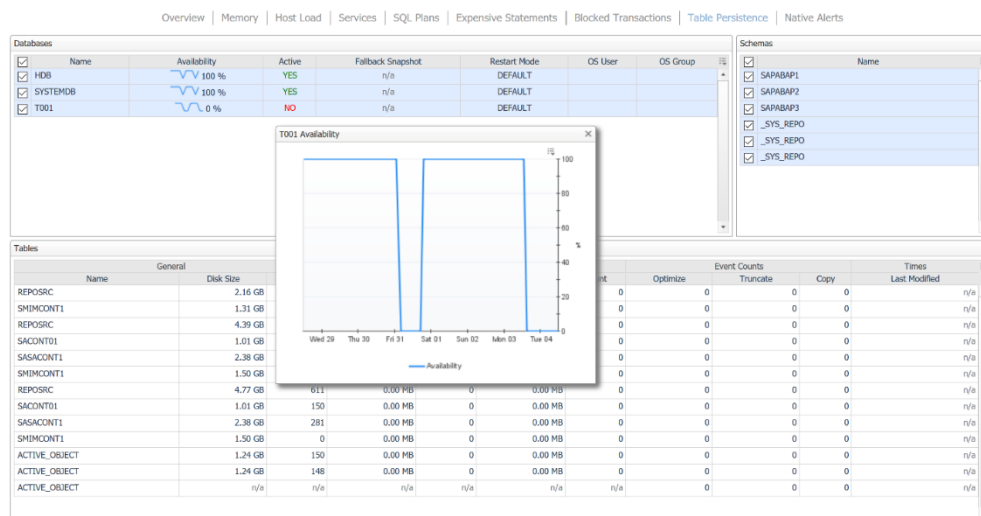 Overview | Memory | Host Load | Services | SQL Plans | Expensive Statements | Blocked Transactions | Table Persistence | Native Alerts
Databases
Name Availability Active Fallback Snapshot Restart Mode OS User OS Group
HDB 100 % YES n/a DEFAULT
SYSTEMDB 100 % YES n/a DEFAULT
T001 0 % NO n/a DEFAULT
Schemas
Name
SAPABAP1
SAPABAP2
SAPABAP3
_SYS_REPO
_SYS_REPO
_SYS_REPO
T001 Availability
100
80
60
%
40
20
0
Wed 29 Thu 30 Fri 31 Sat 01 Sun 02 Mon 03 Tue 04
Availability
Tables
General Event Counts Times
Name Disk Size nt Optimize Truncate Copy Last Modified
REPOSRC 2.16 GB 0 0 0 0 n/a
SMIMCONT1 1.31 GB 0 0 0 0 n/a
REPOSRC 4.39 GB 0 0 0 0 n/a
SACONT01 1.01 GB 0 0 0 0 n/a
SASACONT1 2.38 GB 0 0 0 0 n/a
SMIMCONT1 1.50 GB 0 0 0 0 n/a
REPOSRC 4.77 GB 611 0.00 MB 0 0.00 MB 0 0 0 0 n/a
SACONT01 1.01 GB 150 0.00 MB 0 0.00 MB 0 0 0 0 n/a
SASACONT1 2.38 GB 281 0.00 MB 0 0.00 MB 0 0 0 0 n/a
SMIMCONT1 1.50 GB 0 0.00 MB 0 0.00 MB 0 0 0 0 n/a
ACTIVE_OBJECT 1.24 GB 150 0.00 MB 0 0.00 MB 0 0 0 0 n/a
ACTIVE_OBJECT 1.24 GB 148 0.00 MB 0 0.00 MB 0 0 0 0 n/a
ACTIVE_OBJECT n/a n/a n/a n/a n/a n/a 0 0 0 n/a